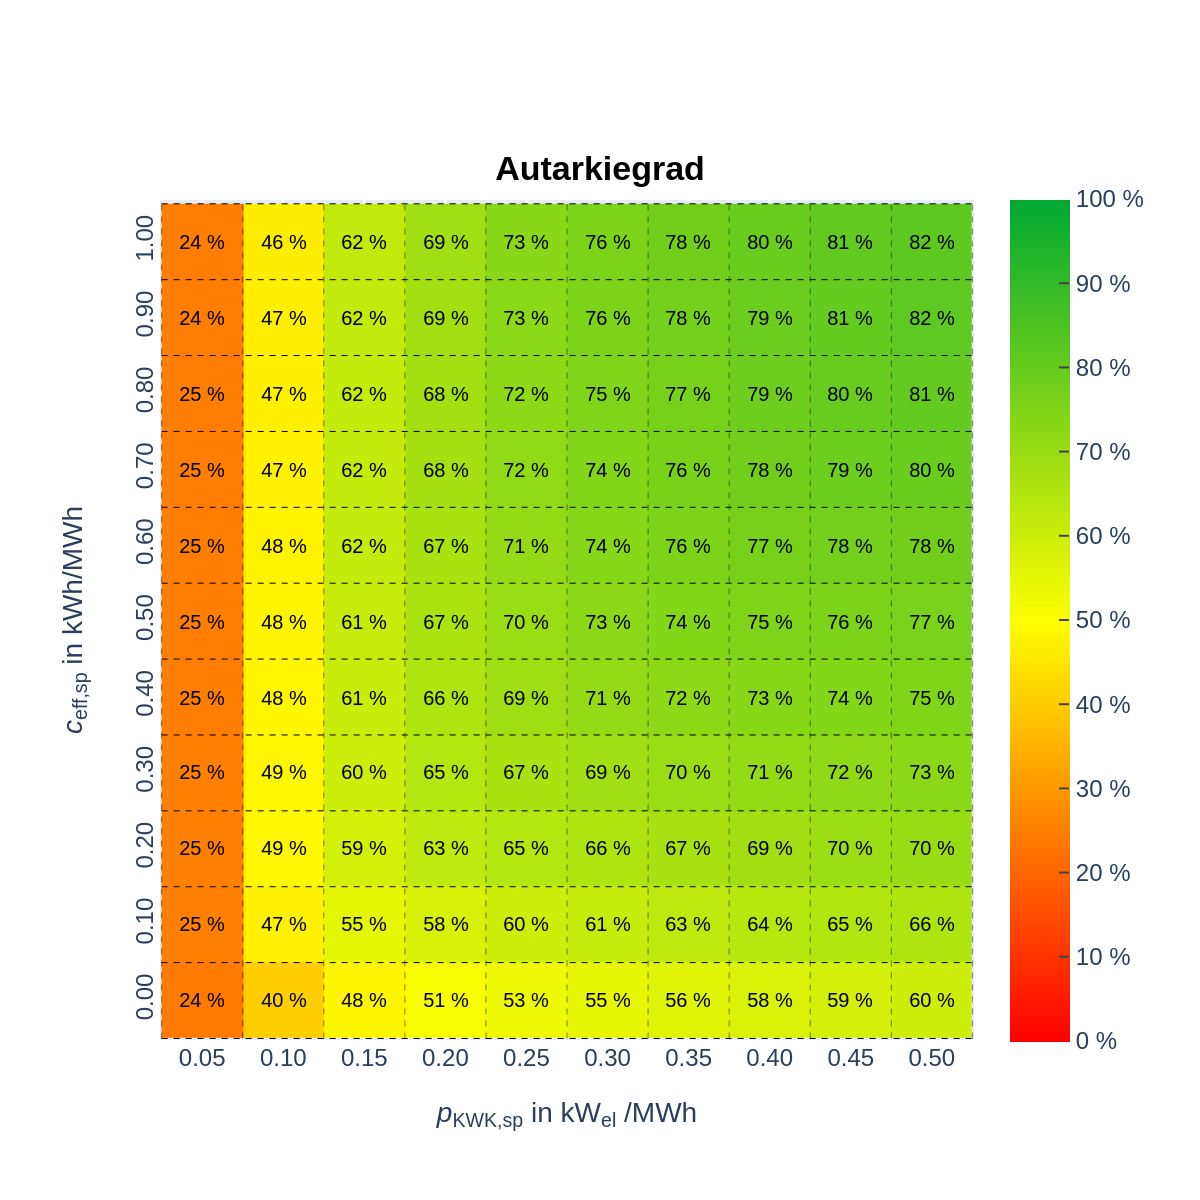 Autarkiegrad
1.00 24 % 46 % 62 % 69 % 73 % 76 % 78 % 80 % 81 % 82 %
0.90 24 % 47 % 62 % 69 % 73 % 76 % 78 % 79 % 81 % 82 %
0.80 25 % 47 % 62 % 68 % 72 % 75 % 77 % 79 % 80 % 81 %
0.70 25 % 47 % 62 % 68 % 72 % 74 % 76 % 78 % 79 % 80 %
0.60 25 % 48 % 62 % 67 % 71 % 74 % 76 % 77 % 78 % 78 %
0.50 25 % 48 % 61 % 67 % 70 % 73 % 74 % 75 % 76 % 77 %
0.40 25 % 48 % 61 % 66 % 69 % 71 % 72 % 73 % 74 % 75 %
0.30 25 % 49 % 60 % 65 % 67 % 69 % 70 % 71 % 72 % 73 %
0.20 25 % 49 % 59 % 63 % 65 % 66 % 67 % 69 % 70 % 70 %
0.10 25 % 47 % 55 % 58 % 60 % 61 % 63 % 64 % 65 % 66 %
0.00 24 % 40 % 48 % 51 % 53 % 55 % 56 % 58 % 59 % 60 %
0.05 0.10 0.15 0.20 0.25 0.30 0.35 0.40 0.45 0.50
p KWK,sp in kW el /MWh
c eff,sp in kWh/MWh
100 %
90 %
80 %
70 %
60 %
50 %
40 %
30 %
20 %
10 %
0 %